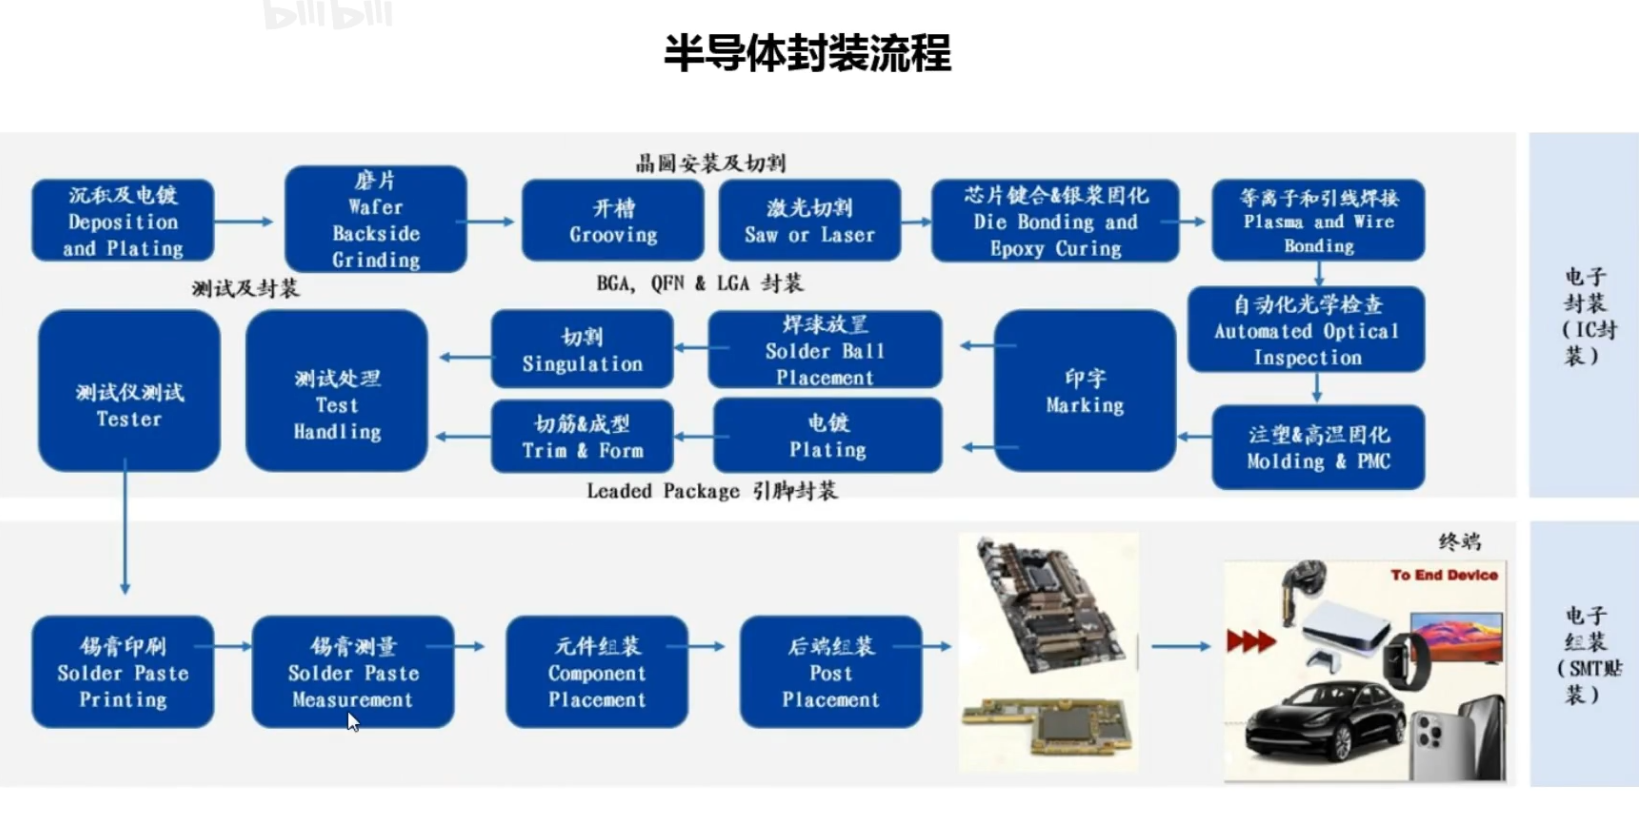 bilibili
半导体封装流程
晶圆安装及切割
沉积及电镀
Deposition
and Plating
磨片
Wafer
Backside
Grinding
开槽
Grooving
激光切割
Saw or Laser
芯片键合&银浆固化
Die Bonding and
Epoxy Curing
等离子和引线焊接
Plasma and Wire
Bonding
电子
封装
(IC封
装)
测试及封装
BGA, QFN & LGA 封装
测试仪测试
Tester
测试处理
Test
Handling
切割
Singulation
焊球放置
Solder Ball
Placement
印字
Marking
自动化光学检查
Automated Optical
Inspection
切筋&成型
Trim & Form
电镀
Plating
注塑&高温固化
Molding & PMC
Leaded Package 引脚封装
终端
To End Device
锡膏印刷
Solder Paste
Printing
锡膏测量
Solder Paste
Measurement
元件组装
Component
Placement
后端组装
Post
Placement
电子
组装
(SMT贴
装)